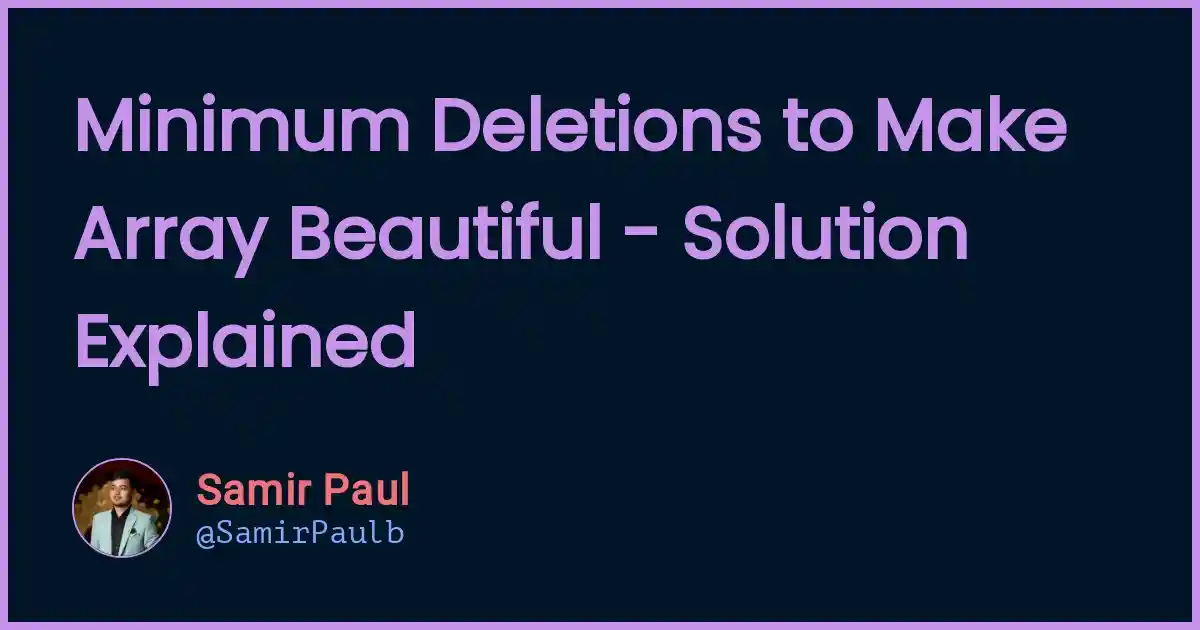 Minimum Deletions to Make
Array Beautiful - Solution
Explained
Samir Paul
@SamirPaulb